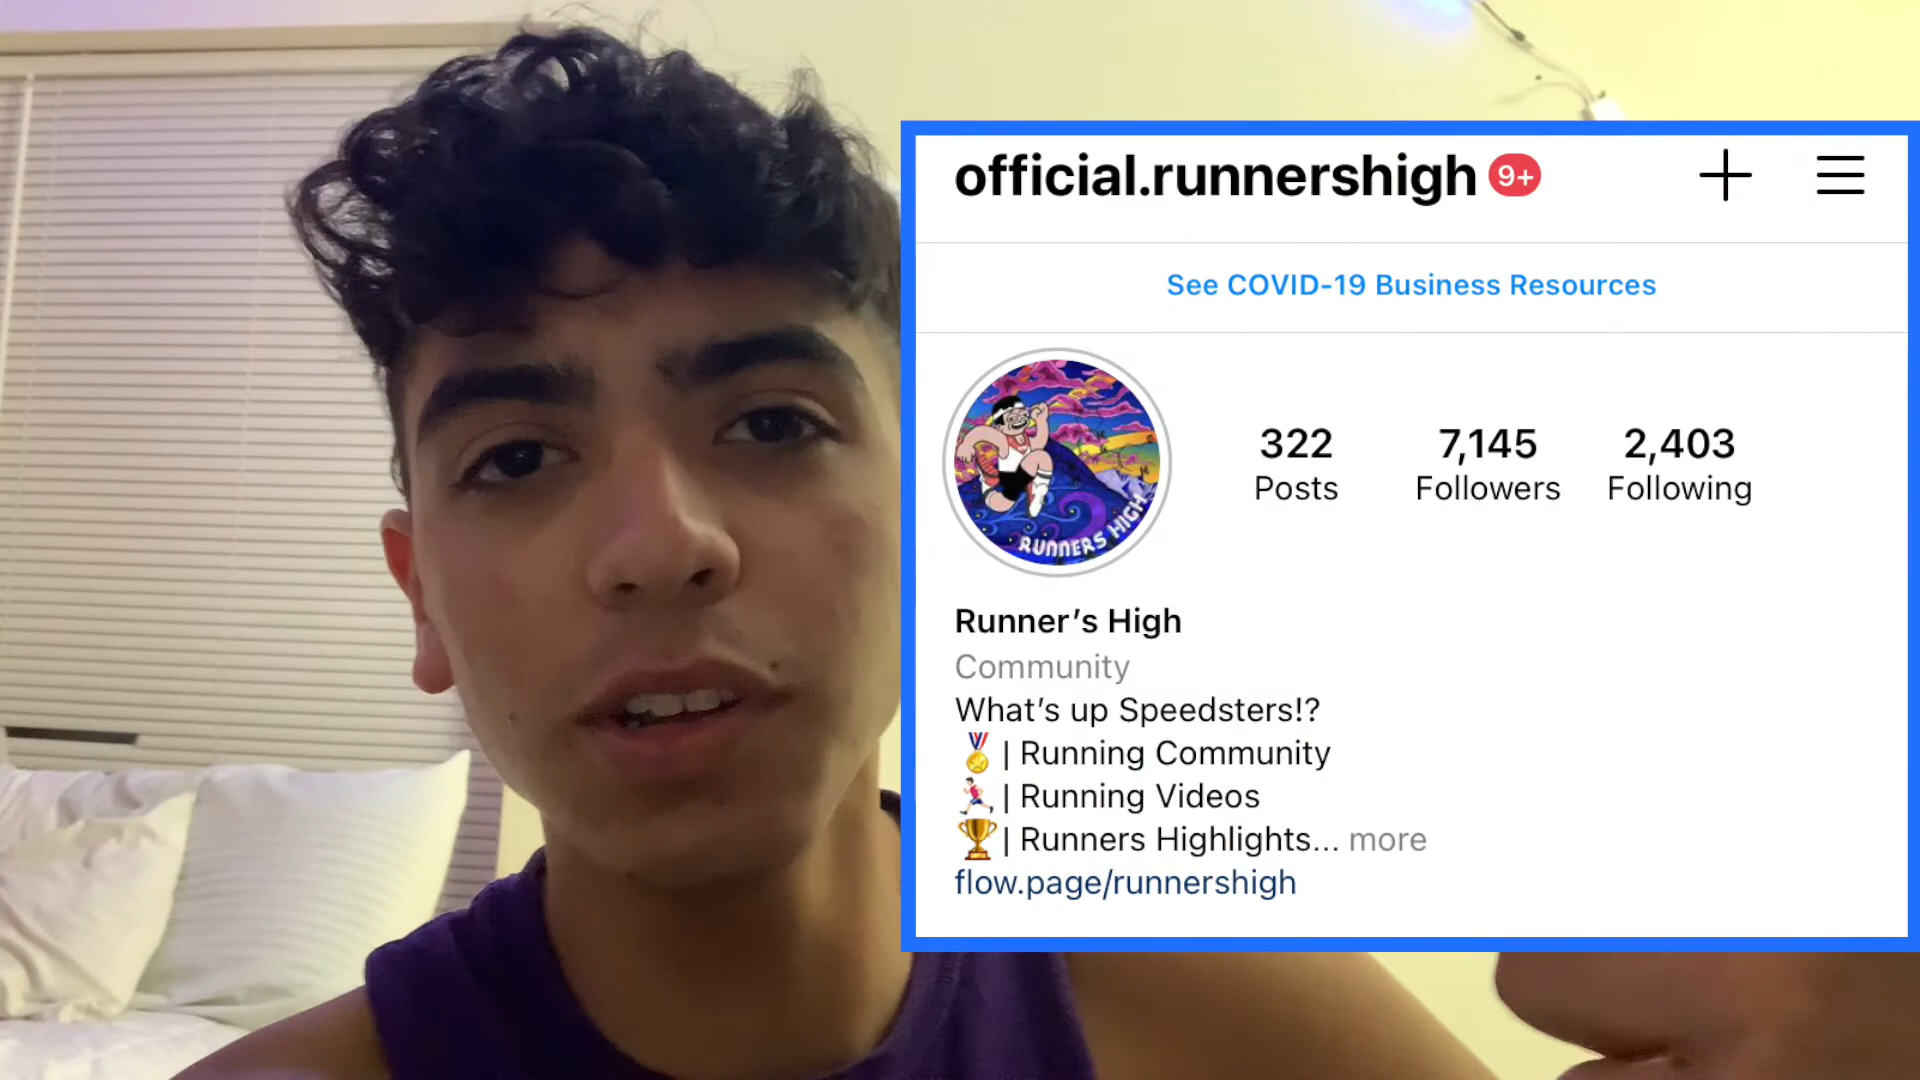 official.runnershigh 9+
See COVID-19 Business Resources
322 7,145 2,403
Posts Followers Following
RUNNERS HIGH
Runner's High
Community
What's up Speedsters!?
🏅 | Running Community
🏃🏻‍♂️ | Running Videos
🏆 | Runners Highlights... more
flow.page/runnershigh